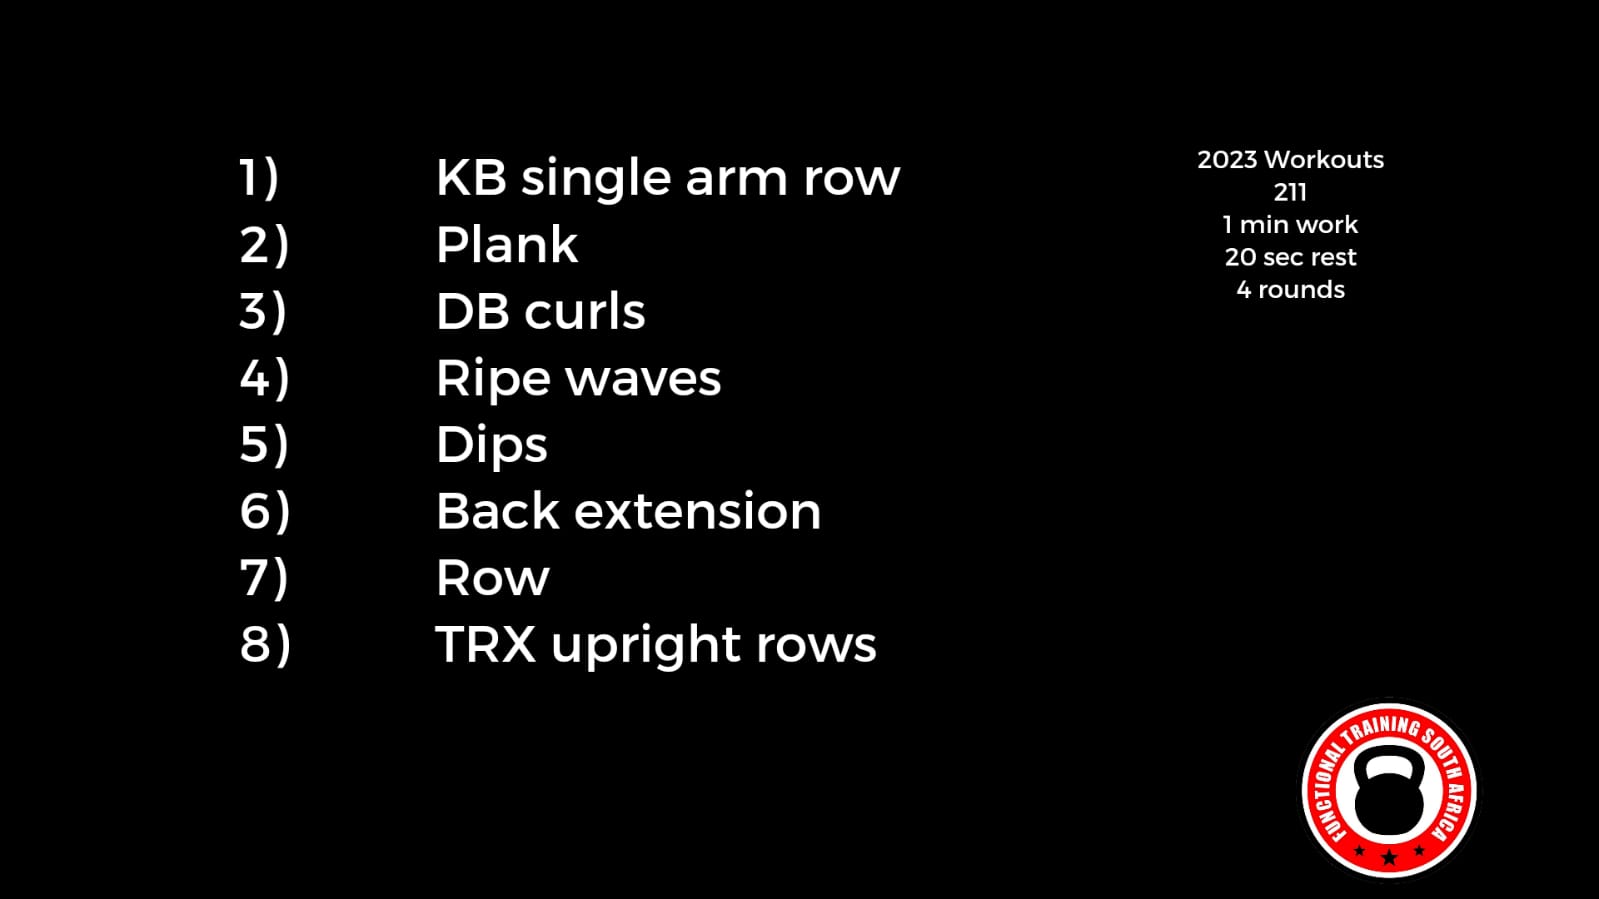 1) KB single arm row
2) Plank
3) DB curls
4) Ripe waves
5) Dips
6) Back extension
7) Row
8) TRX upright rows
2023 Workouts
211
1 min work
20 sec rest
4 rounds
FUNCTIONAL TRAINING SOUTH AFRICA